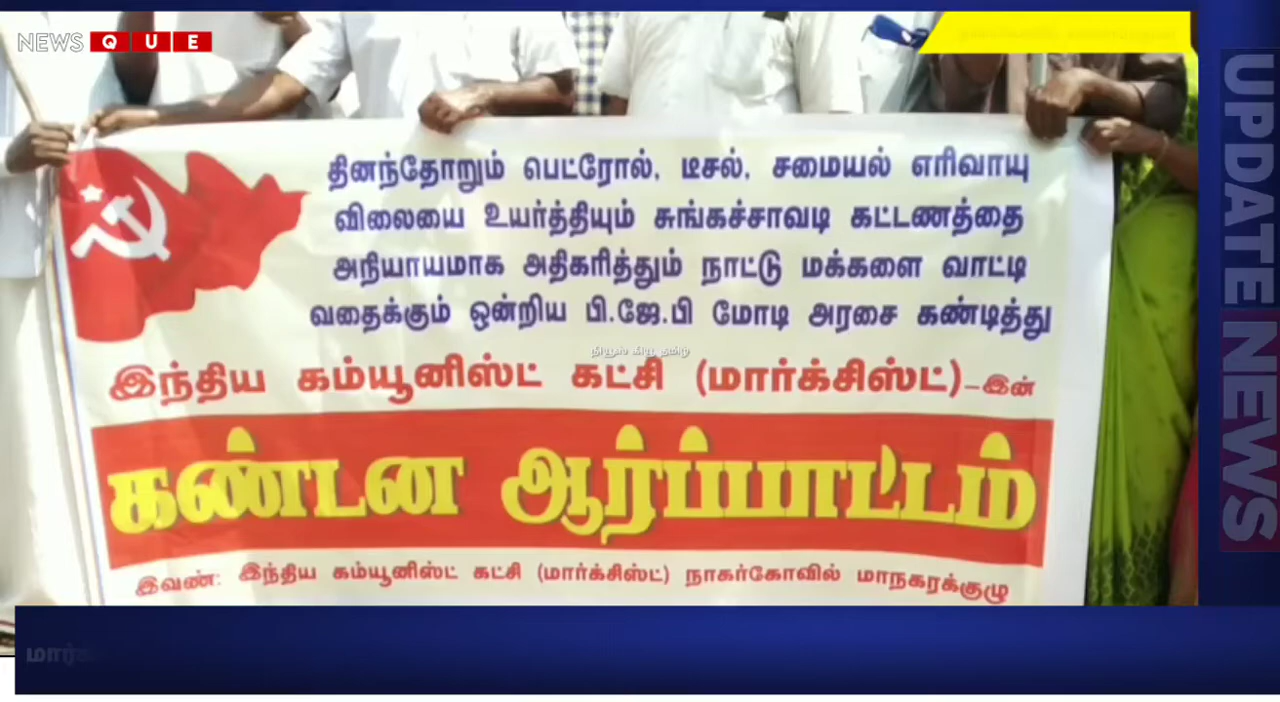 NEWS QUE
தினந்தோறும் பெட்ரோல், டீசல், சமையல் எரிவாயு
விலையை உயர்த்தியும் சுங்கச்சாவடி கட்டணத்தை
அநியாயமாக அதிகரித்தும் நாட்டு மக்களை வாட்டி
வதைக்கும் ஒன்றிய பி.ஜே.பி மோடி அரசை கண்டித்து
நியூஸ் கியூ தமிழ்
இந்திய கம்யூனிஸ்ட் கட்சி (மார்க்சிஸ்ட்)-இன்
கண்டன ஆர்ப்பாட்டம்
இவண்: இந்திய கம்யூனிஸ்ட் கட்சி (மார்க்சிஸ்ட்) நாகர்கோவில் மாநகரக்குழு
UPDATE NEWS